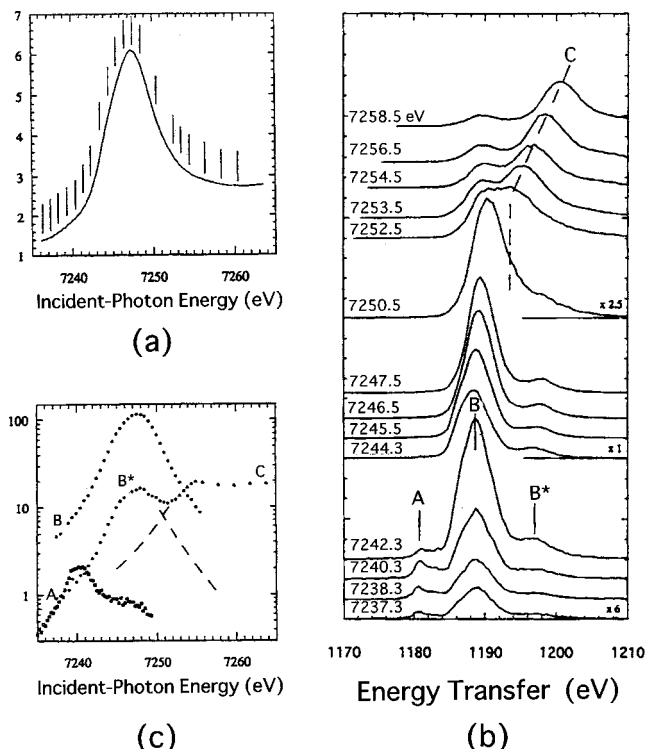 7
6
5
4
3
2
1
7240 7250 7260
Incident-Photon Energy (eV)
(a)
100
10
1
B
B*
C
A
7240 7250 7260
Incident-Photon Energy (eV)
(c)
C
7258.5 eV
7256.5
7254.5
7253.5
7252.5
7250.5
x 2.5
7247.5
7246.5
7245.5
7244.3
x 1
B
A
B*
7242.3
7240.3
7238.3
7237.3
x 6
1170 1180 1190 1200 1210
Energy Transfer (eV)
(b)